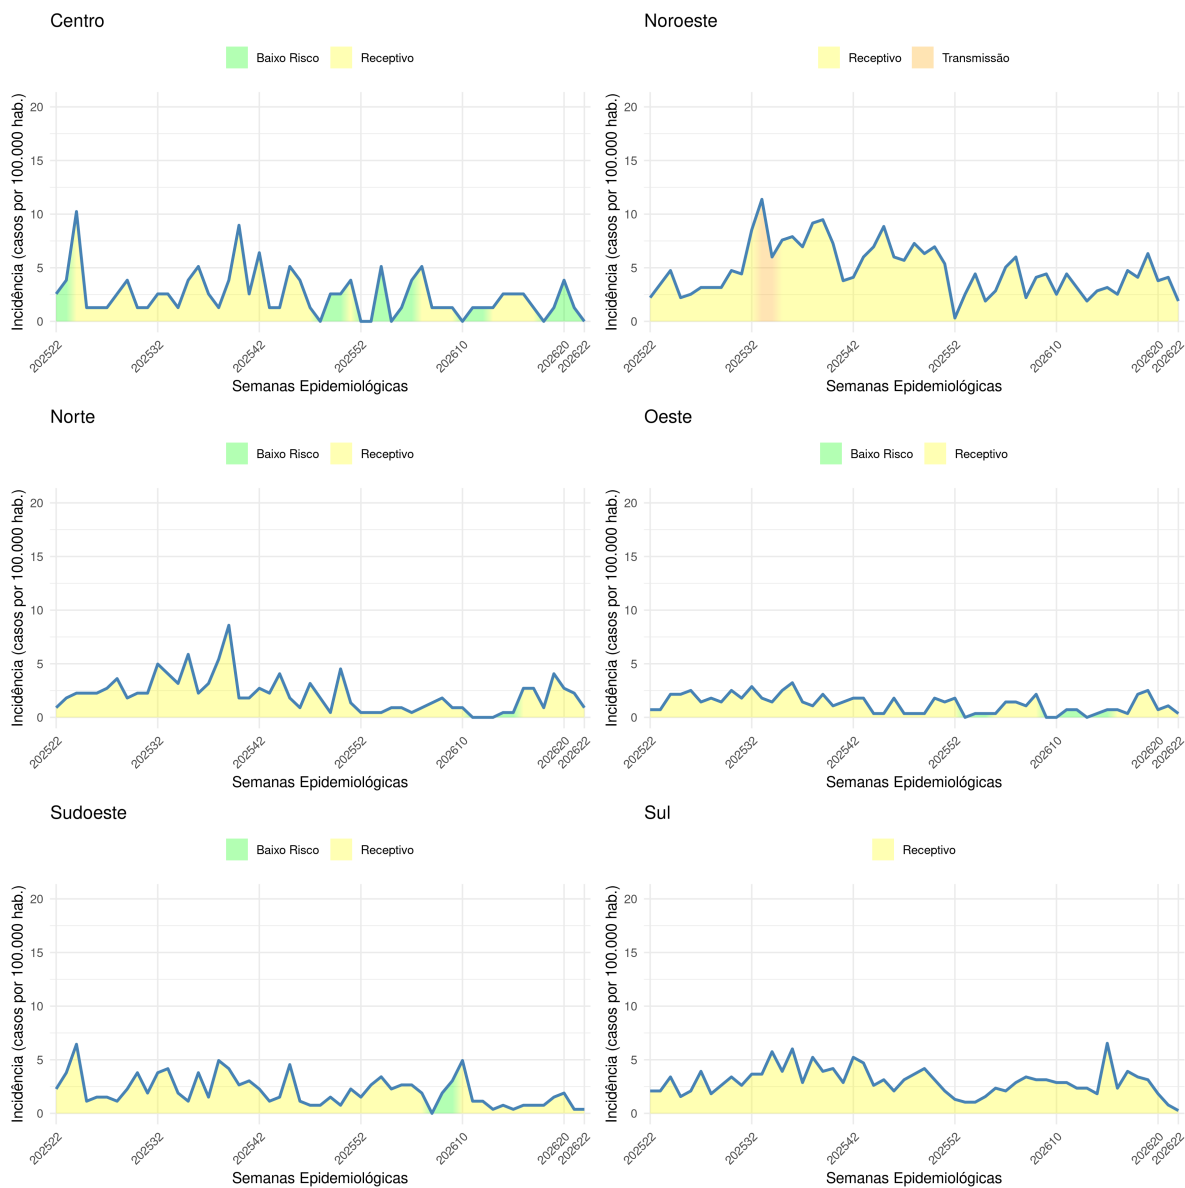 Centro
Baixo Risco Receptivo
Incidência (casos por 100.000 hab.)
20
15
10
5
0
202522 202532 202542 202552 202610 202620 202622
Semanas Epidemiológicas
Noroeste
Receptivo Transmissão
Incidência (casos por 100.000 hab.)
20
15
10
5
0
202522 202532 202542 202552 202610 202620 202622
Semanas Epidemiológicas
Norte
Baixo Risco Receptivo
Incidência (casos por 100.000 hab.)
20
15
10
5
0
202522 202532 202542 202552 202610 202620 202622
Semanas Epidemiológicas
Oeste
Baixo Risco Receptivo
Incidência (casos por 100.000 hab.)
20
15
10
5
0
202522 202532 202542 202552 202610 202620 202622
Semanas Epidemiológicas
Sudoeste
Baixo Risco Receptivo
Incidência (casos por 100.000 hab.)
20
15
10
5
0
202522 202532 202542 202552 202610 202620 202622
Semanas Epidemiológicas
Sul
Receptivo
Incidência (casos por 100.000 hab.)
20
15
10
5
0
202522 202532 202542 202552 202610 202620 202622
Semanas Epidemiológicas